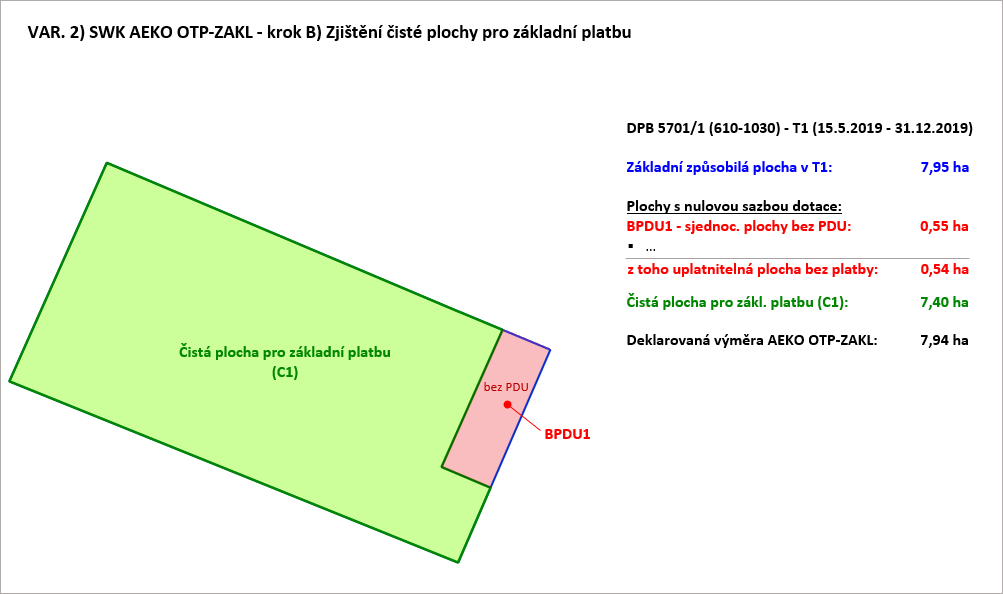 VAR. 2) SWK AEKO OTP-ZAKL - krok B) Zjištění čisté plochy pro základní platbu
DPB 5701/1 (610-1030) - T1 (15.5.2019 - 31.12.2019)
Základní způsobilá plocha v T1: 7,95 ha
Plochy s nulovou sazbou dotace:
BPDU1 - sjednoc. plochy bez PDU: 0,55 ha
▪ ...
z toho uplatnitelná plocha bez platby: 0,54 ha
Čistá plocha pro zákl. platbu (C1): 7,40 ha
Deklarovaná výměra AEKO OTP-ZAKL: 7,94 ha
Čistá plocha pro základní platbu
(C1)
bez PDU
BPDU1